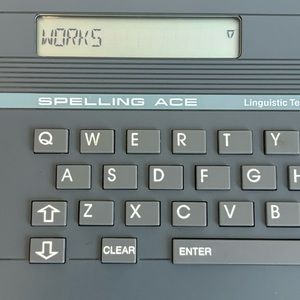 WORKS
SPELLING ACE Linguistic Te
Q W E R T Y
A S D F G H
Z X C V B
CLEAR ENTER